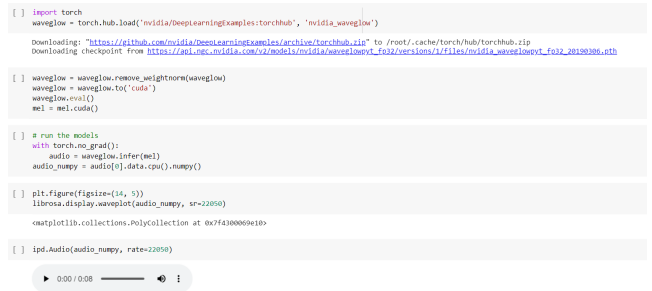 [ ] import torch
waveglow = torch.hub.load('nvidia/DeepLearningExamples:torchhub', 'nvidia_waveglow')
Downloading: "https://github.com/nvidia/DeepLearningExamples/archive/torchhub.zip" to /root/.cache/torch/hub/torchhub.zip
Downloading checkpoint from https://api.ngc.nvidia.com/v2/models/nvidia/waveglowpyt_fp32/versions/1/files/nvidia_waveglowpyt_fp32_20190306.pth
[ ] waveglow = waveglow.remove_weightnorm(waveglow)
waveglow = waveglow.to('cuda')
waveglow.eval()
mel = mel.cuda()
[ ] # run the models
with torch.no_grad():
    audio = waveglow.infer(mel)
audio_numpy = audio[0].data.cpu().numpy()
[ ] plt.figure(figsize=(14, 5))
librosa.display.waveplot(audio_numpy, sr=22050)
<matplotlib.collections.PolyCollection at 0x7f4300069e10>
[ ] ipd.Audio(audio_numpy, rate=22050)
0:00 / 0:08